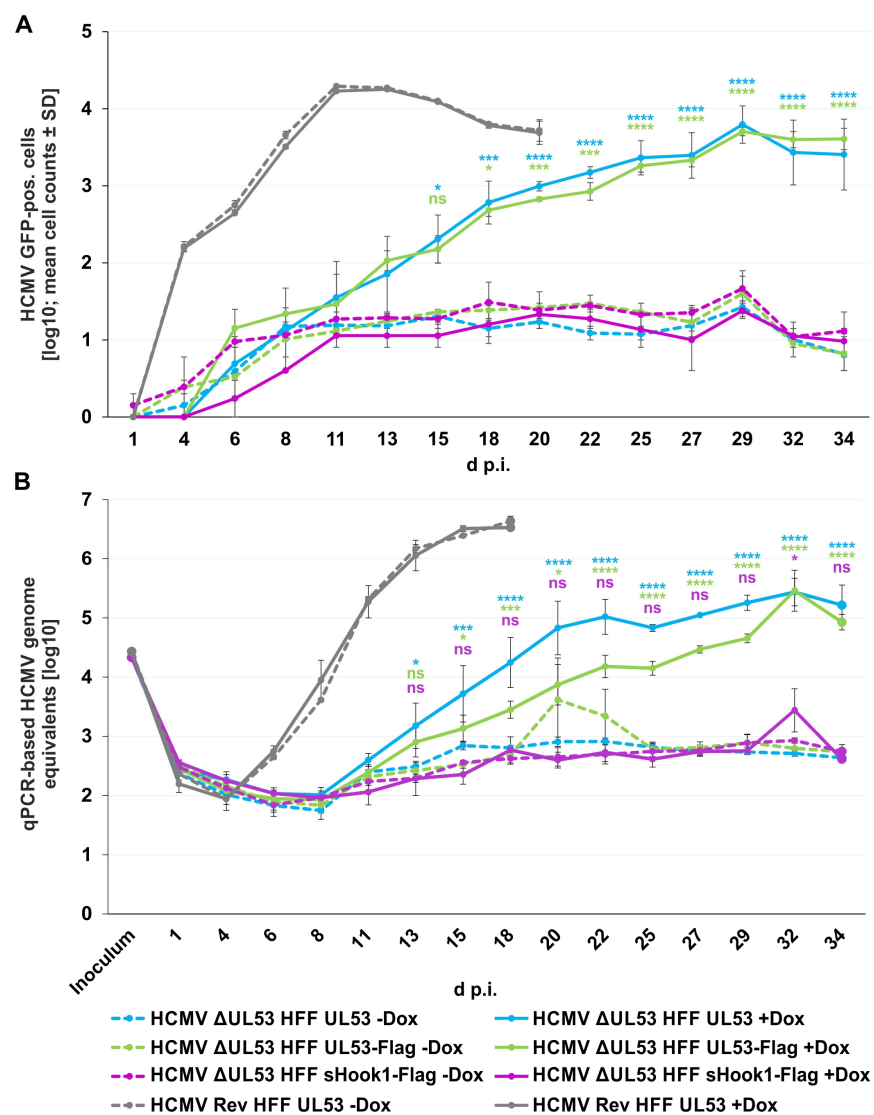 A
HCMV GFP-pos. cells
[log10; mean cell counts ± SD]
5
4
3
2
1
0
* ns
*** *
**** ***
**** ***
**** ****
**** ****
**** ****
**** ****
**** ****
1 4 6 8 11 13 15 18 20 22 25 27 29 32 34
d p.i.
B
qPCR-based HCMV genome
equivalents [log10]
7
6
5
4
3
2
1
0
* ns ns
*** * ns
**** *** ns
**** * ns
**** **** ns
**** **** ns
**** **** ns
**** **** ns
**** **** *
**** **** ns
Inoculum 1 4 6 8 11 13 15 18 20 22 25 27 29 32 34
d p.i.
HCMV ΔUL53 HFF UL53 -Dox
HCMV ΔUL53 HFF UL53 +Dox
HCMV ΔUL53 HFF UL53-Flag -Dox
HCMV ΔUL53 HFF UL53-Flag +Dox
HCMV ΔUL53 HFF sHook1-Flag -Dox
HCMV ΔUL53 HFF sHook1-Flag +Dox
HCMV Rev HFF UL53 -Dox
HCMV Rev HFF UL53 +Dox